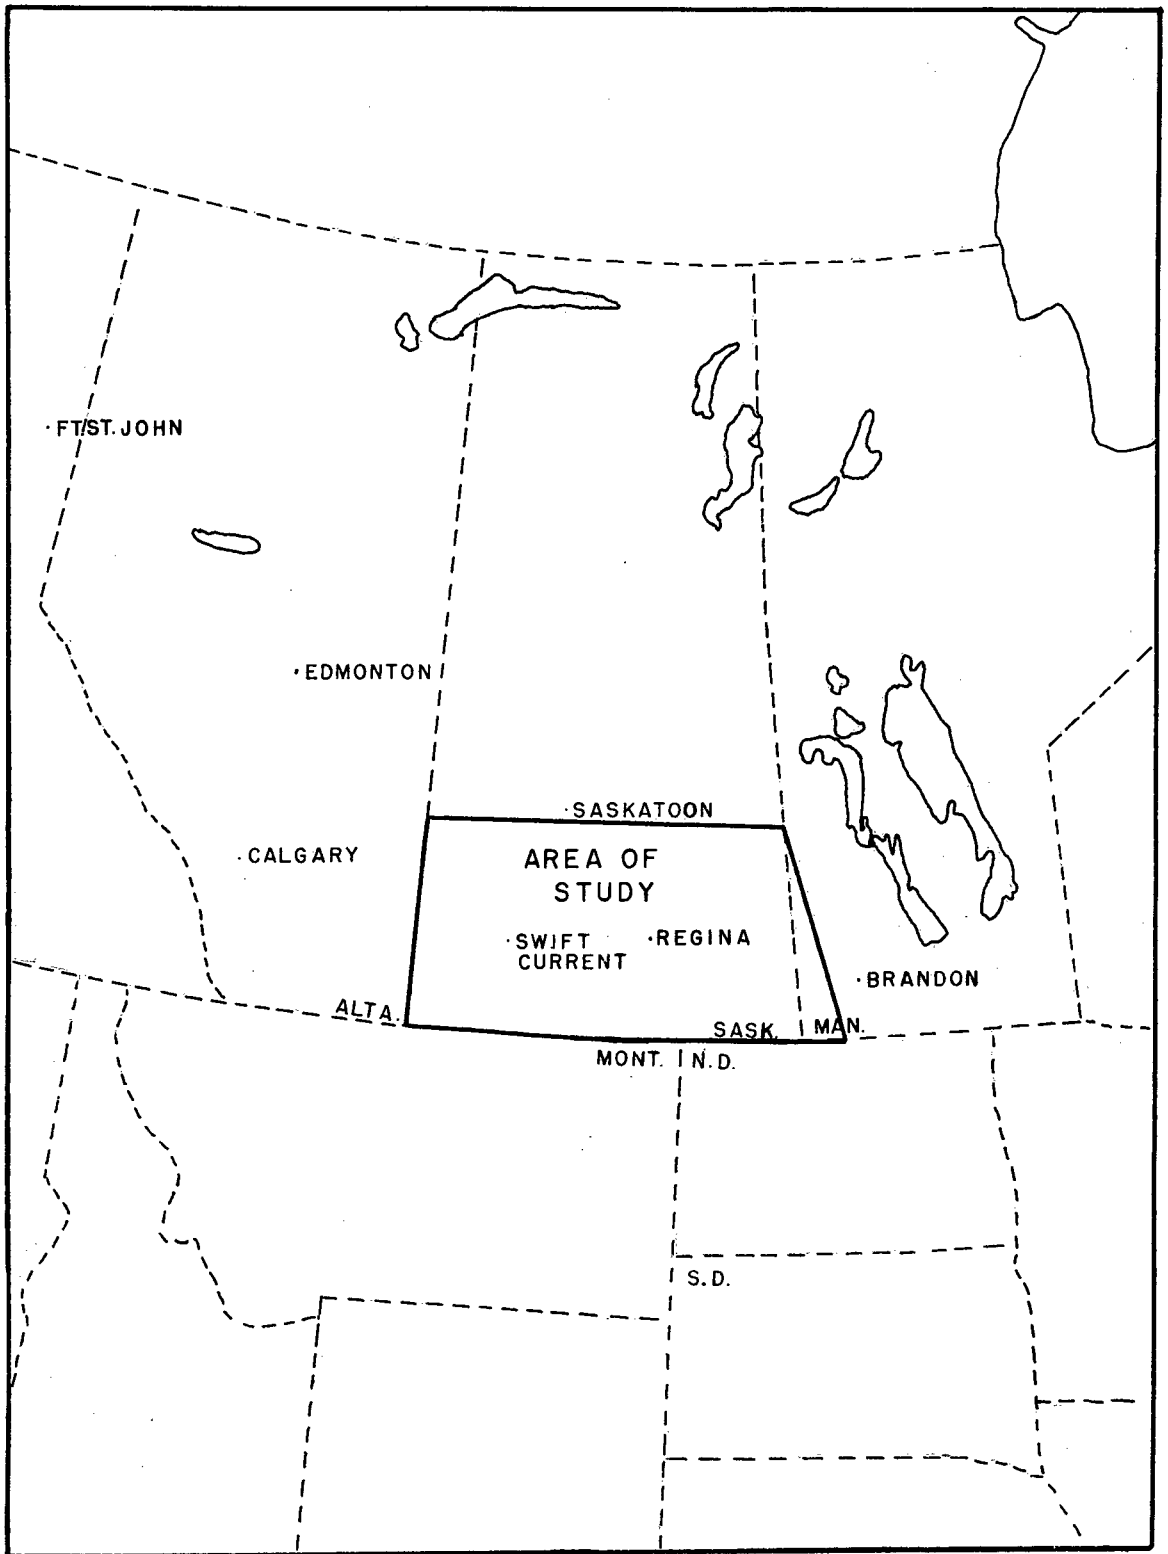 FT.ST. JOHN
EDMONTON
SASKATOON
CALGARY
AREA OF
STUDY
SWIFT
CURRENT
REGINA
BRANDON
ALTA.
SASK.
MAN.
MONT.
N.D.
S.D.